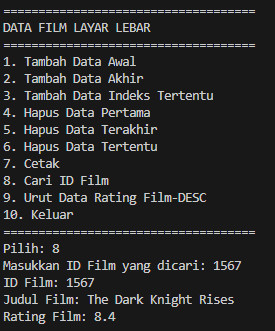 ==================================
DATA FILM LAYAR LEBAR
==================================
1. Tambah Data Awal
2. Tambah Data Akhir
3. Tambah Data Indeks Tertentu
4. Hapus Data Pertama
5. Hapus Data Terakhir
6. Hapus Data Tertentu
7. Cetak
8. Cari ID Film
9. Urut Data Rating Film-DESC
10. Keluar
==================================
Pilih: 8
Masukkan ID Film yang dicari: 1567
ID Film: 1567
Judul Film: The Dark Knight Rises
Rating Film: 8.4